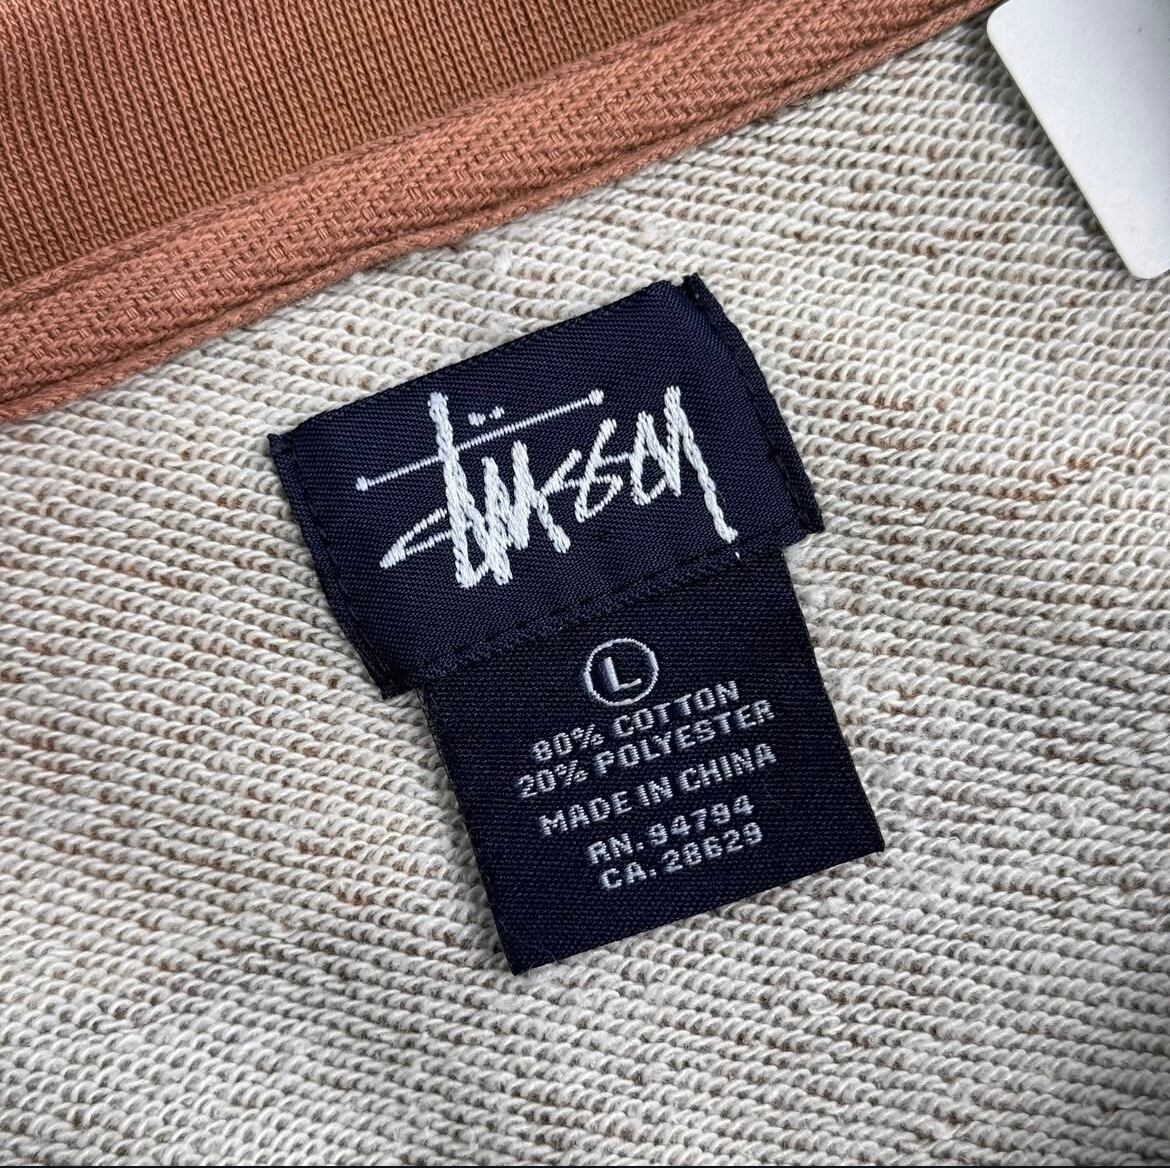 Stüssy
L
80% COTTON
20% POLYESTER
MADE IN CHINA
RN. 94794
CA. 28629